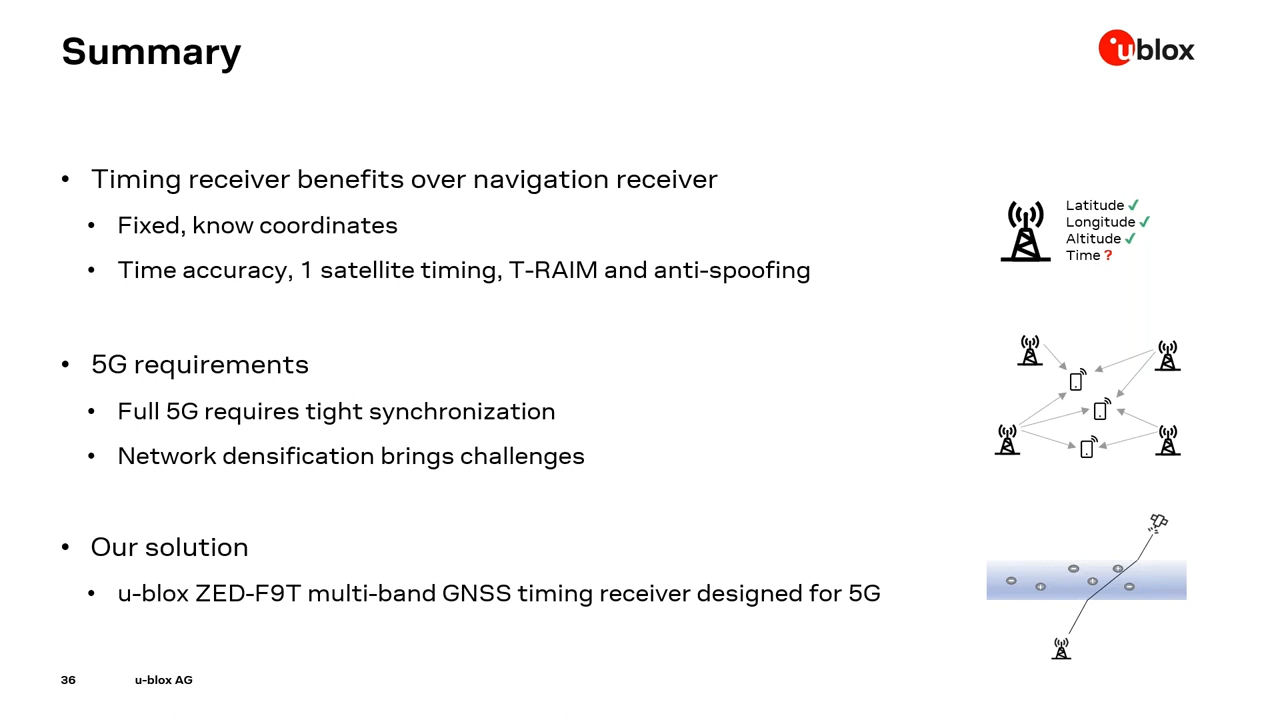 Summary
ublox
• Timing receiver benefits over navigation receiver
• Fixed, know coordinates
• Time accuracy, 1 satellite timing, T-RAIM and anti-spoofing
Latitude ✓
Longitude ✓
Altitude ✓
Time ?
• 5G requirements
• Full 5G requires tight synchronization
• Network densification brings challenges
• Our solution
• u-blox ZED-F9T multi-band GNSS timing receiver designed for 5G
36 u-blox AG